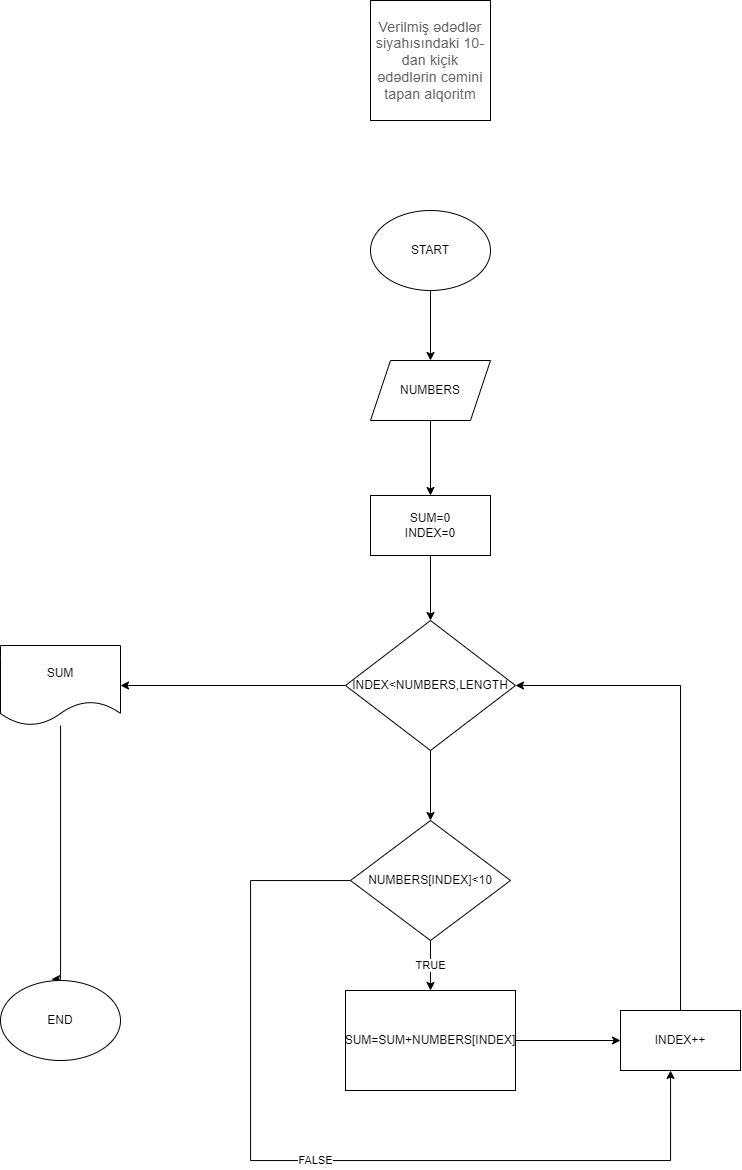 Verilmiş ədədlər
siyahısındaki 10-
dan kiçik
ədədlərin cəmini
tapan alqoritm
START
NUMBERS
SUM=0
INDEX=0
INDEX<NUMBERS,LENGTH
SUM
NUMBERS[INDEX]<10
TRUE
SUM=SUM+NUMBERS[INDEX]
INDEX++
END
FALSE